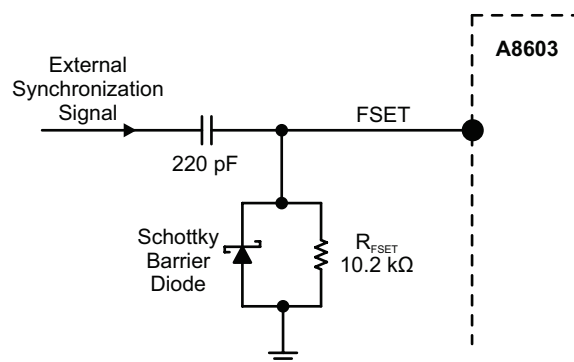 A8603
External
Synchronization
Signal
FSET
220 pF
Schottky
Barrier
Diode
RFSET
10.2 kΩ